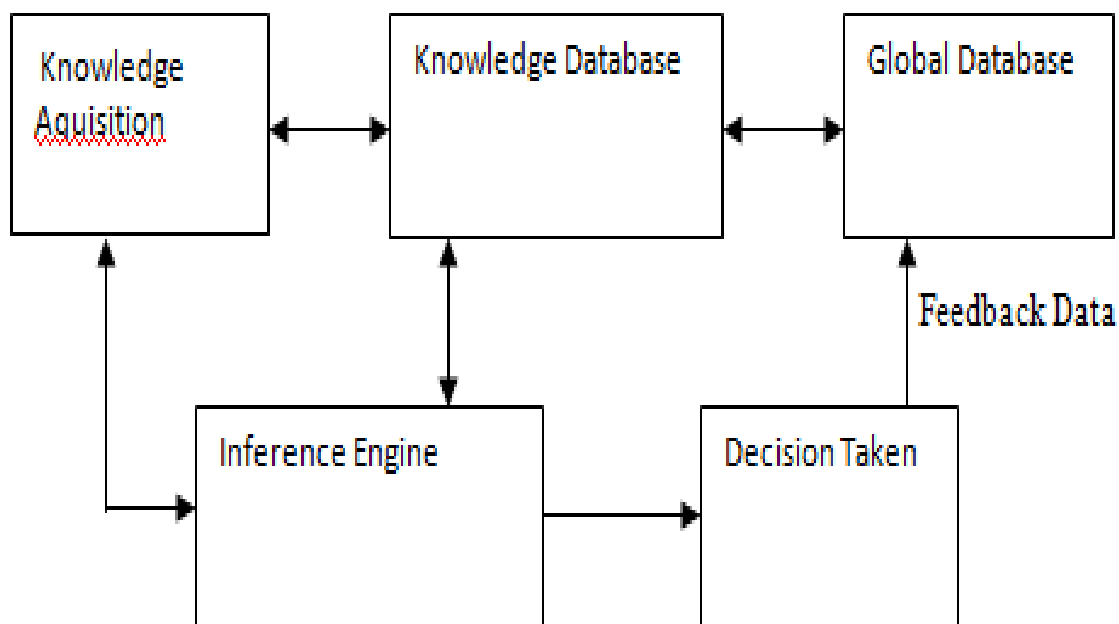 Knowledge
Aquisition
Knowledge Database
Global Database
Feedback Data
Inference Engine
Decision Taken